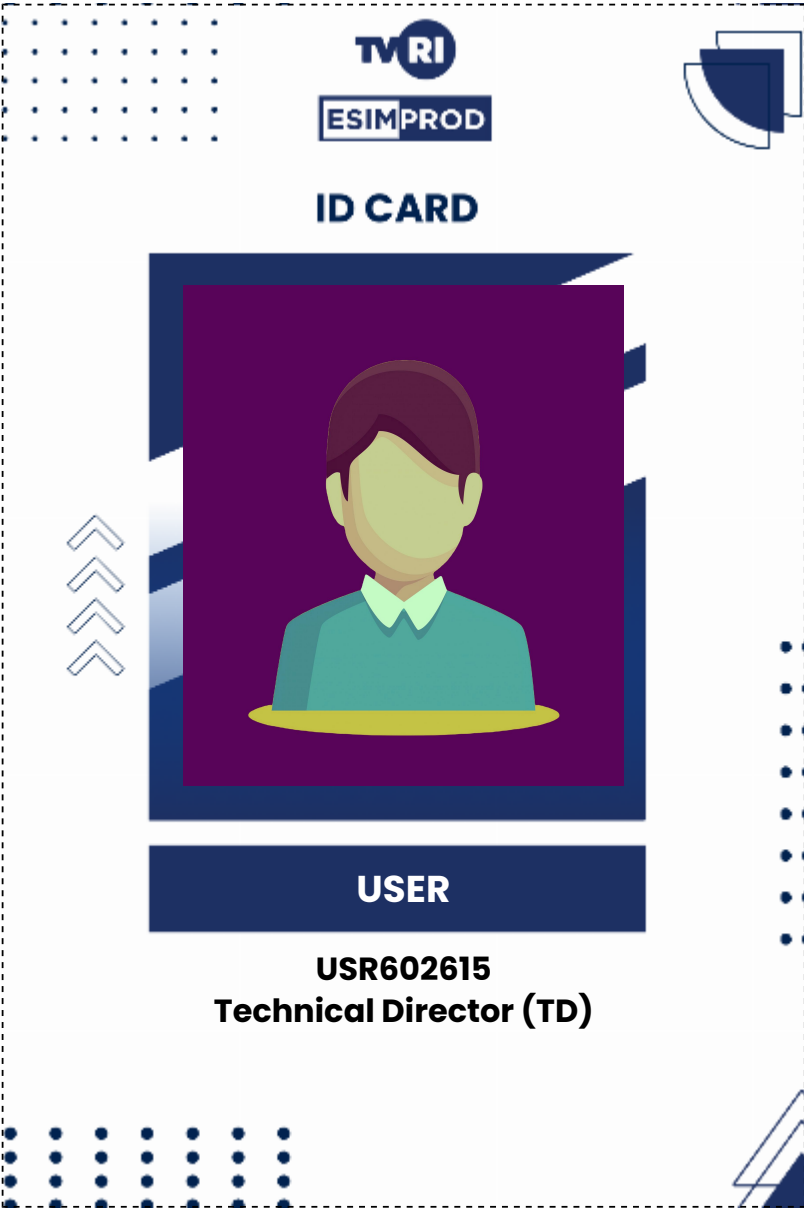 TVRI
ESIMPROD
ID CARD
USER
USR602615
Technical Director (TD)